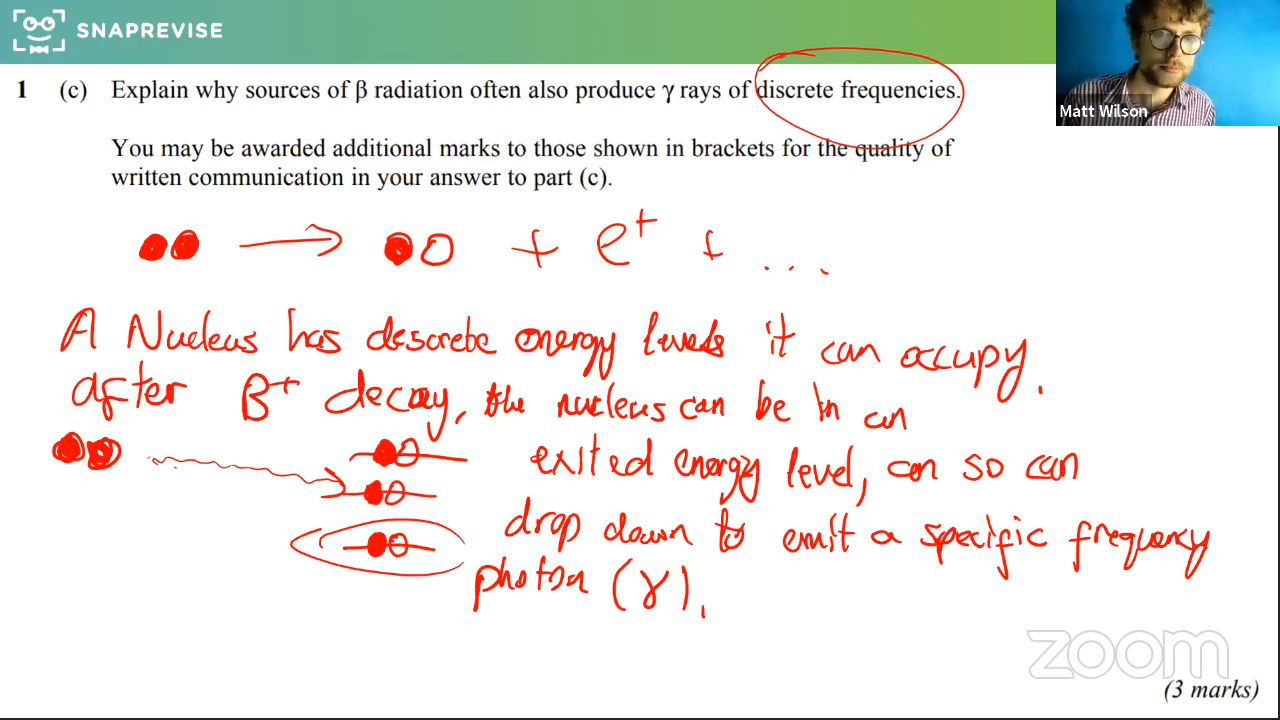 SNAPREVISE
Matt Wilson
1 (c) Explain why sources of β radiation often also produce γ rays of discrete frequencies.
You may be awarded additional marks to those shown in brackets for the quality of
written communication in your answer to part (c).
→ + e⁺ + ...
A Nucleus has descrete energy levels it can occupy.
after β⁺ decay, the nucleus can be in an
exited energy level, an so can
drop down to emit a specific frequency
photon (γ).
zoom
(3 marks)